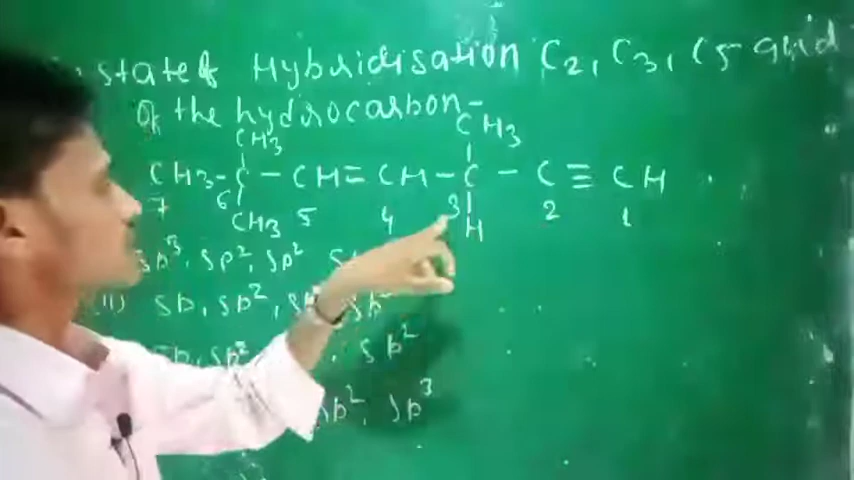 state of Hybridisation C2, C3, C5 and
Of the hydrocarbon-
CH3 CH3
CH3 - C - CH = CH - C - C ≡ CH
7 6 5 4 3 2 1
CH3 H
sp3, sp2, sp2
ii) sp, sp2,
sp2
sp2, sp3